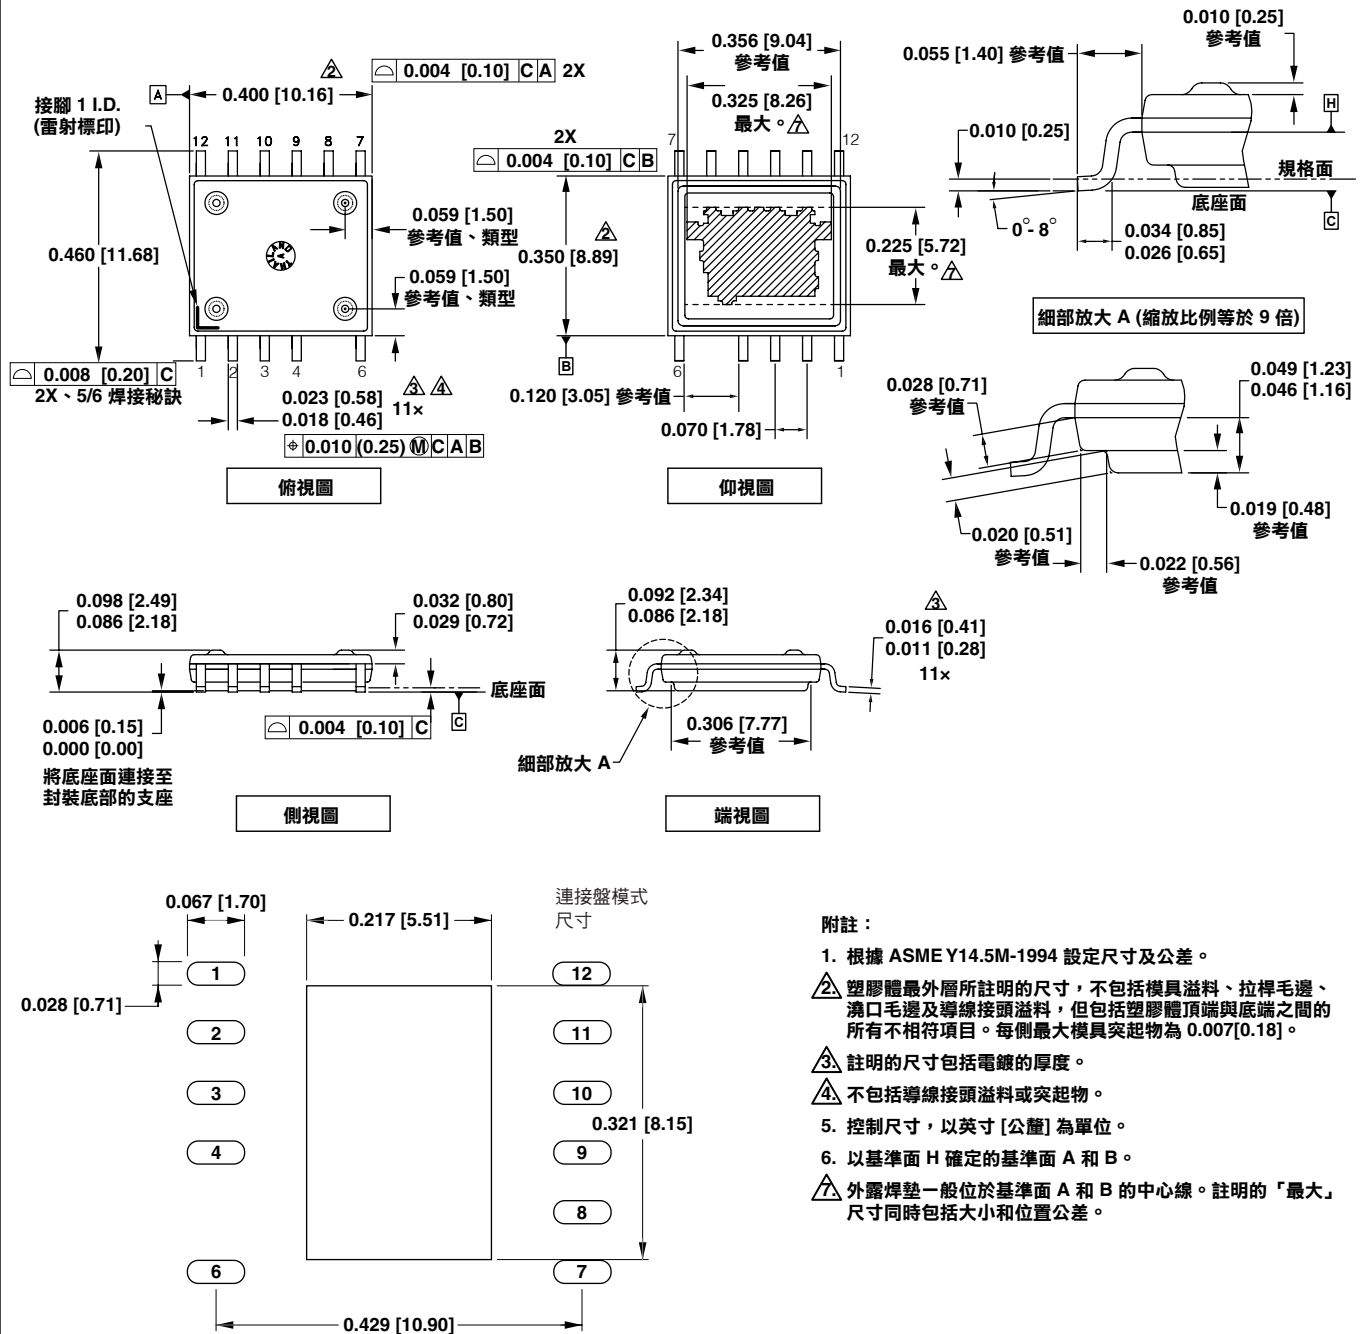 2
0.004 [0.10] C A 2X
A
0.400 [10.16]
接腳 1 I.D.
(雷射標印)
12 11 10 9 8 7
0.460 [11.68]
0.059 [1.50]
參考值、類型
0.059 [1.50]
參考值、類型
1 2 3 4 6
0.008 [0.20] C
2X、5/6 焊接秘訣
0.023 [0.58]
0.018 [0.46]
3 4
11×
⌖ 0.010 (0.25) Ⓜ C A B
俯視圖
0.356 [9.04]
參考值
0.325 [8.26]
最大。7
2X
0.004 [0.10] C B
7 12
2
0.350 [8.89]
0.225 [5.72]
最大。7
B
6 1
0.120 [3.05] 參考值
0.070 [1.78]
仰視圖
0.010 [0.25]
參考值
0.055 [1.40] 參考值
H
0.010 [0.25]
規格面
底座面
C
0°- 8°
0.034 [0.85]
0.026 [0.65]
細部放大 A (縮放比例等於 9 倍)
0.028 [0.71]
參考值
0.049 [1.23]
0.046 [1.16]
0.019 [0.48]
參考值
0.020 [0.51]
參考值
0.022 [0.56]
參考值
0.098 [2.49]
0.086 [2.18]
0.032 [0.80]
0.029 [0.72]
底座面
0.006 [0.15]
0.000 [0.00]
將底座面連接至
封裝底部的支座
0.004 [0.10] C
C
側視圖
0.092 [2.34]
0.086 [2.18]
3
0.016 [0.41]
0.011 [0.28]
11×
0.306 [7.77]
參考值
細部放大 A
端視圖
0.067 [1.70]
0.217 [5.51]
連接盤模式
尺寸
0.028 [0.71]
1 12
2 11
3 10
0.321 [8.15]
4 9
8
6 7
0.429 [10.90]
附註：
1. 根據 ASME Y14.5M-1994 設定尺寸及公差。
2. 塑膠體最外層所註明的尺寸，不包括模具溢料、拉桿毛邊、
澆口毛邊及導線接頭溢料，但包括塑膠體頂端與底端之間的
所有不相符項目。每側最大模具突起物為 0.007[0.18]。
3. 註明的尺寸包括電鍍的厚度。
4. 不包括導線接頭溢料或突起物。
5. 控制尺寸，以英寸 [公釐] 為單位。
6. 以基準面 H 確定的基準面 A 和 B。
7. 外露焊墊一般位於基準面 A 和 B 的中心線。註明的「最大」
尺寸同時包括大小和位置公差。